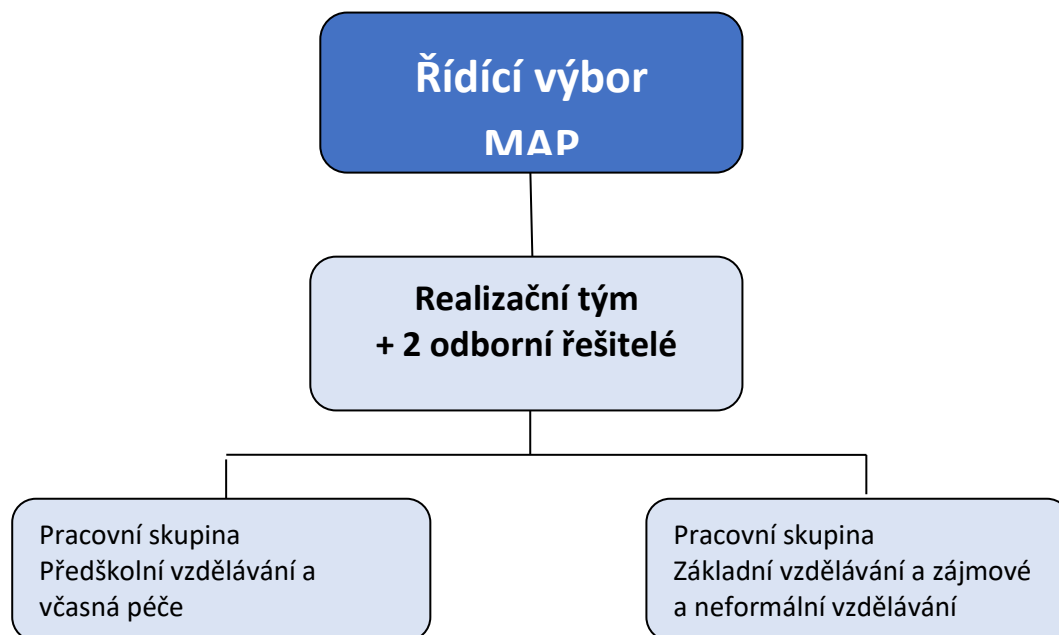 Řídící výbor
MAP
Realizační tým
+ 2 odborní řešitelé
Pracovní skupina
Předškolní vzdělávání a
včasná péče
Pracovní skupina
Základní vzdělávání a zájmové
a neformální vzdělávání